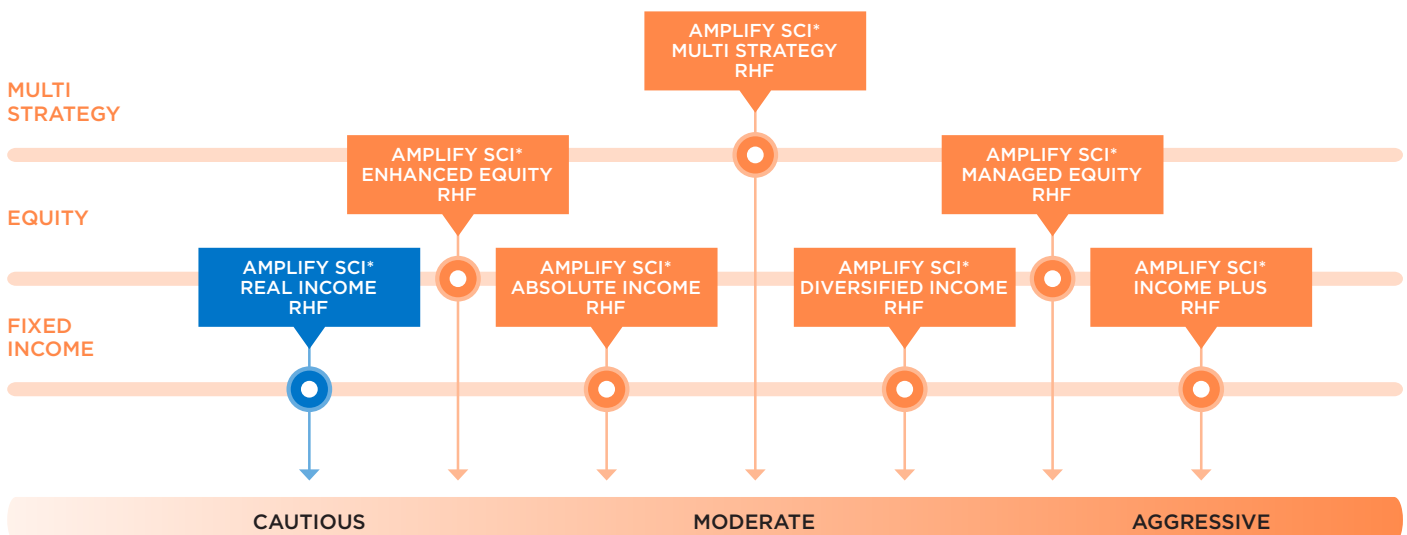 AMPLIFY SCI*
MULTI STRATEGY
RHF
MULTI
STRATEGY
AMPLIFY SCI*
ENHANCED EQUITY
RHF
AMPLIFY SCI*
MANAGED EQUITY
RHF
EQUITY
AMPLIFY SCI*
REAL INCOME
RHF
AMPLIFY SCI*
ABSOLUTE INCOME
RHF
AMPLIFY SCI*
DIVERSIFIED INCOME
RHF
AMPLIFY SCI*
INCOME PLUS
RHF
FIXED
INCOME
CAUTIOUS
MODERATE
AGGRESSIVE